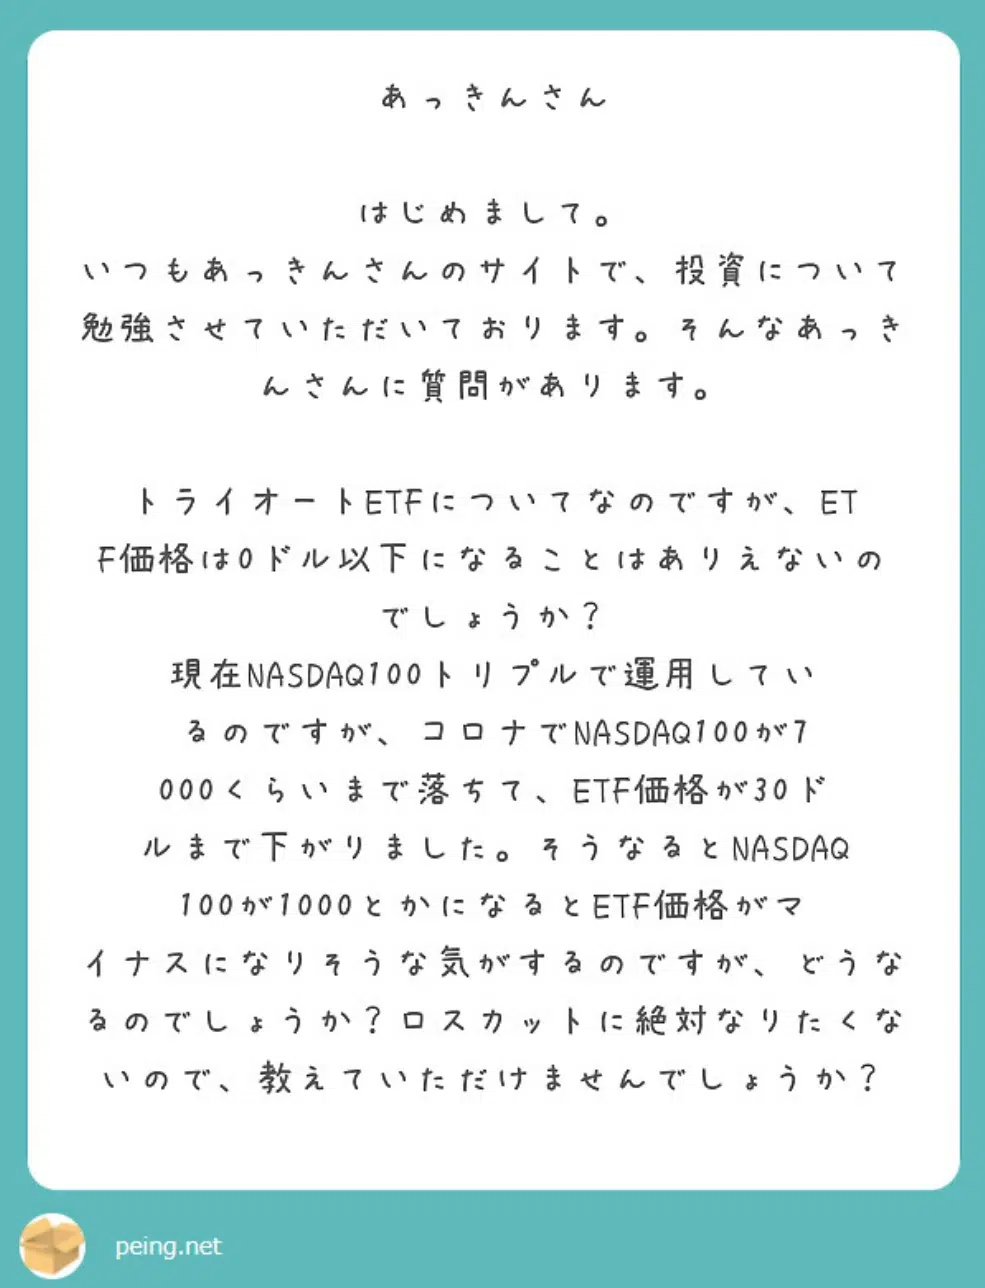 あっきんさん
はじめまして。
いつもあっきんさんのサイトで、投資について
勉強させていただいております。そんなあっき
んさんに質問があります。
トライオートETFについてなのですが、ET
F価格は0ドル以下になることはありえないの
でしょうか？
現在NASDAQ100トリプルで運用してい
るのですが、コロナでNASDAQ100が7
000くらいまで落ちて、ETF価格が30ド
ルまで下がりました。そうなるとNASDAQ
100が1000とかになるとETF価格がマ
イナスになりそうな気がするのですが、どうな
るのでしょうか？ロスカットに絶対なりたくな
いので、教えていただけませんでしょうか？
peing.net